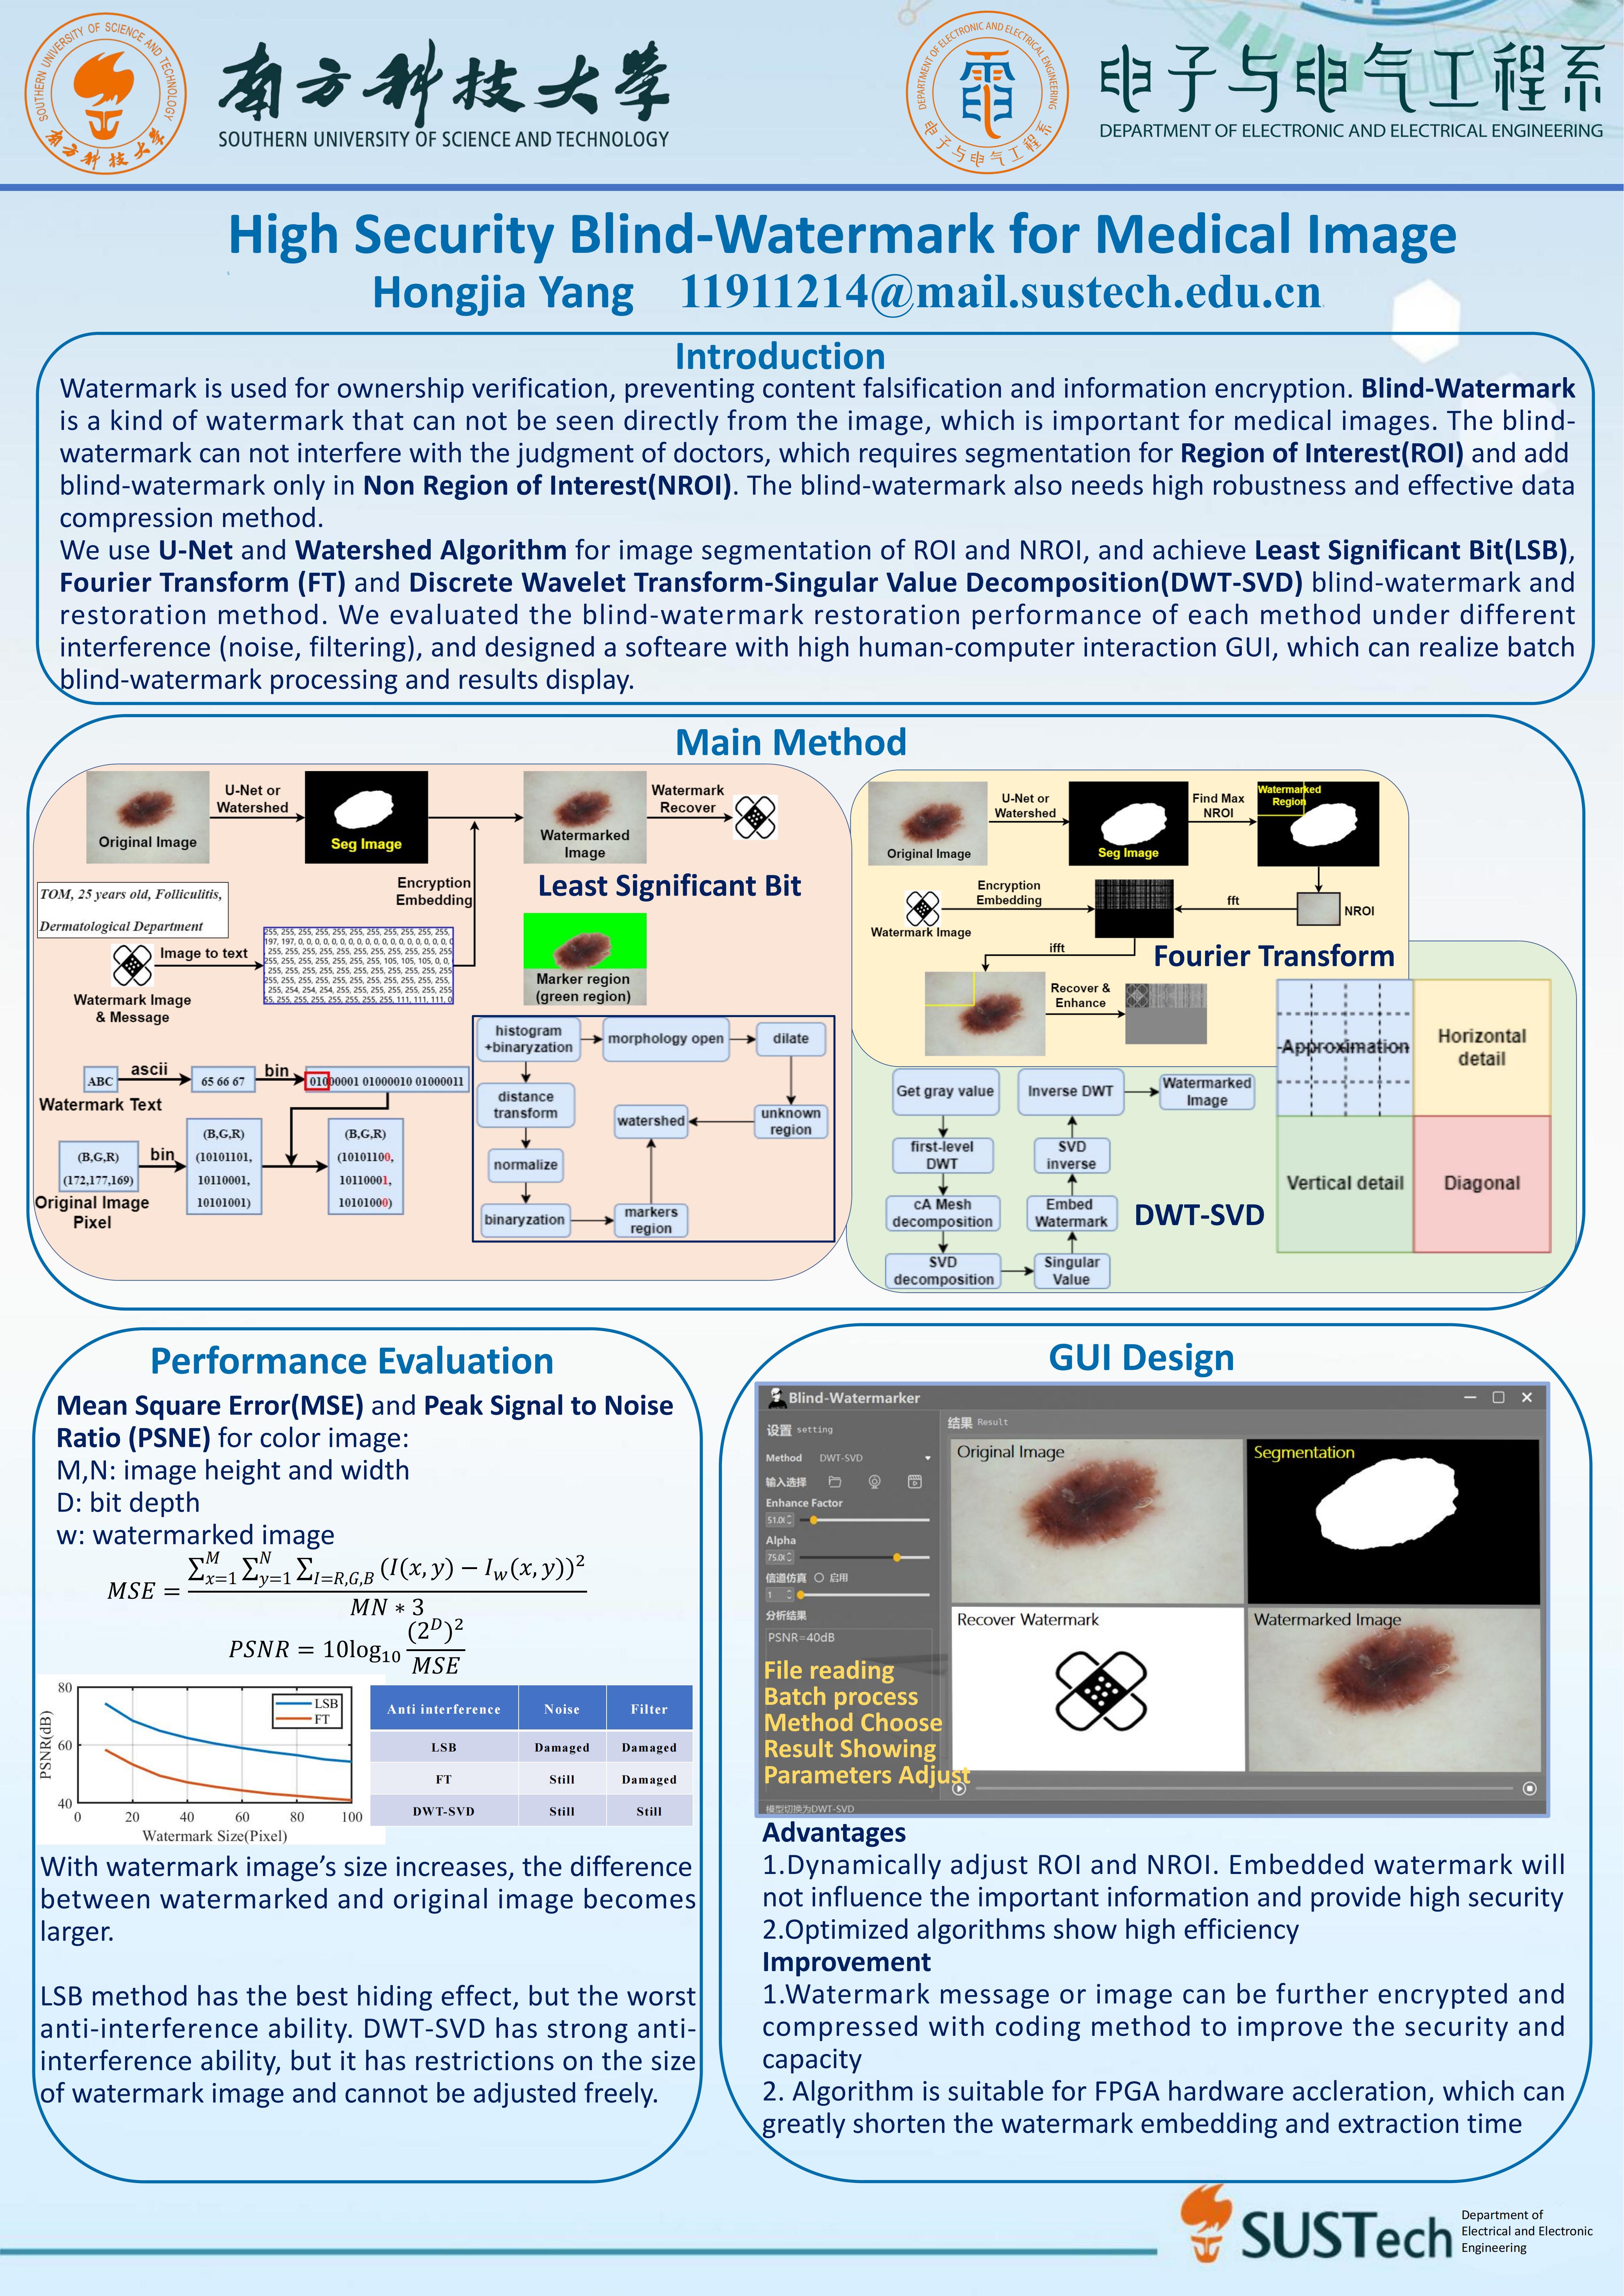 SOUTHERN UNIVERSITY OF SCIENCE AND TECHNOLOGY
南方科技大学
南方科技大学
SOUTHERN UNIVERSITY OF SCIENCE AND TECHNOLOGY
DEPARTMENT OF ELECTRONIC AND ELECTRICAL ENGINEERING
电子与电气工程系
电子与电气工程系
DEPARTMENT OF ELECTRONIC AND ELECTRICAL ENGINEERING
High Security Blind-Watermark for Medical Image
Hongjia Yang 11911214@mail.sustech.edu.cn
Introduction
Watermark is used for ownership verification, preventing content falsification and information encryption. Blind-Watermark
is a kind of watermark that can not be seen directly from the image, which is important for medical images. The blind-
watermark can not interfere with the judgment of doctors, which requires segmentation for Region of Interest(ROI) and add
blind-watermark only in Non Region of Interest(NROI). The blind-watermark also needs high robustness and effective data
compression method.
We use U-Net and Watershed Algorithm for image segmentation of ROI and NROI, and achieve Least Significant Bit(LSB),
Fourier Transform (FT) and Discrete Wavelet Transform-Singular Value Decomposition(DWT-SVD) blind-watermark and
restoration method. We evaluated the blind-watermark restoration performance of each method under different
interference (noise, filtering), and designed a softeare with high human-computer interaction GUI, which can realize batch
blind-watermark processing and results display.
Main Method
Original Image
U-Net or
Watershed
Seg Image
Watermarked
Image
Watermark
Recover
Encryption
Embedding
Least Significant Bit
TOM, 25 years old, Folliculitis,
Dermatological Department
Image to text
Watermark Image
& Message
255, 255, 255, 255, 255, 255, 255, 255, 255, 255, 255,
197, 197, 0, 0, 0, 0, 0, 0, 0, 0, 0, 0, 0, 0, 0, 0, 0, 0,
255, 255, 255, 255, 255, 255, 255, 255, 255, 255, 255
255, 255, 255, 255, 255, 255, 255, 105, 105, 105, 0, 0,
255, 255, 255, 255, 255, 255, 255, 255, 255, 255, 255
255, 255, 255, 255, 255, 255, 255, 255, 255, 255, 255,
255, 254, 254, 254, 255, 255, 255, 255, 255, 255, 255
55, 255, 255, 255, 255, 255, 255, 255, 111, 111, 111, 0
Marker region
(green region)
ABC
ascii
65 66 67
bin
01000001 01000010 01000011
Watermark Text
(B,G,R)
(172,177,169)
bin
(B,G,R)
(10101101,
10110001,
10101001)
(B,G,R)
(10101100,
10110001,
10101000)
Original Image
Pixel
histogram
+binaryzation
morphology open
dilate
distance
transform
watershed
unknown
region
normalize
binaryzation
markers
region
Original Image
U-Net or
Watershed
Seg Image
Find Max
NROI
Watermarked
Region
Watermark Image
Encryption
Embedding
fft
NROI
ifft
Fourier Transform
Recover &
Enhance
Get gray value
first-level
DWT
cA Mesh
decomposition
SVD
decomposition
Singular
Value
Embed
Watermark
SVD
inverse
Inverse DWT
Watermarked
Image
DWT-SVD
Approximation
Horizontal
detail
Vertical detail
Diagonal
Performance Evaluation
Mean Square Error(MSE) and Peak Signal to Noise
Ratio (PSNE) for color image:
M,N: image height and width
D: bit depth
w: watermarked image
MSE = ∑_{x=1}^{M} ∑_{y=1}^{N} ∑_{I=R,G,B} (I(x, y) − I_w(x, y))² / MN ∗ 3
PSNR = 10log₁₀ (2^D)² / MSE
80
60
40
PSNR(dB)
LSB
FT
0 20 40 60 80 100
Watermark Size(Pixel)
Anti interference Noise Filter
LSB Damaged Damaged
FT Still Damaged
DWT-SVD Still Still
With watermark image’s size increases, the difference
between watermarked and original image becomes
larger.
LSB method has the best hiding effect, but the worst
anti-interference ability. DWT-SVD has strong anti-
interference ability, but it has restrictions on the size
of watermark image and cannot be adjusted freely.
GUI Design
Blind-Watermarker
设置 setting
Method DWT-SVD
输入选择
Enhance Factor
51.0
Alpha
75.0
信道仿真 启用
1
分析结果
PSNR=40dB
File reading
Batch process
Method Choose
Result Showing
Parameters Adjust
模型切换为DWT-SVD
结果 Result
Original Image
Segmentation
Recover Watermark
Watermarked Image
Advantages
1.Dynamically adjust ROI and NROI. Embedded watermark will
not influence the important information and provide high security
2.Optimized algorithms show high efficiency
Improvement
1.Watermark message or image can be further encrypted and
compressed with coding method to improve the security and
capacity
2. Algorithm is suitable for FPGA hardware accleration, which can
greatly shorten the watermark embedding and extraction time
SUSTech
Department of
Electrical and Electronic
Engineering